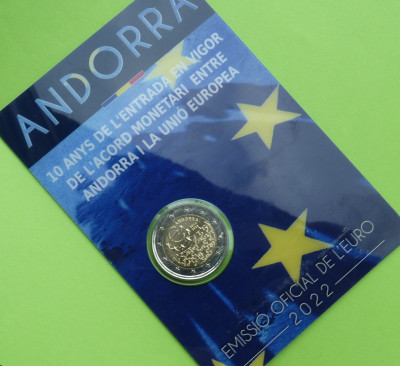 ANDORRA
10 ANYS DE L'ENTRADA EN VIGOR
DE L'ACORD MONETARI ENTRE
ANDORRA I LA UNIÓ EUROPEA
ANDORRA
EMISSIÓ OFICIAL DE L'EURO
2022